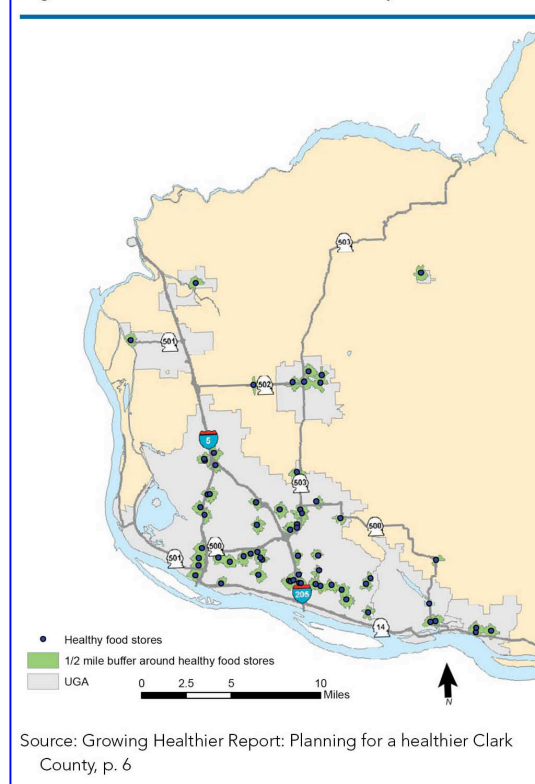 503
501
502
5
503
500
500
501
205
14
Healthy food stores
1/2 mile buffer around healthy food stores
UGA
0 2.5 5 10
Miles
N
Source: Growing Healthier Report: Planning for a healthier Clark
County, p. 6